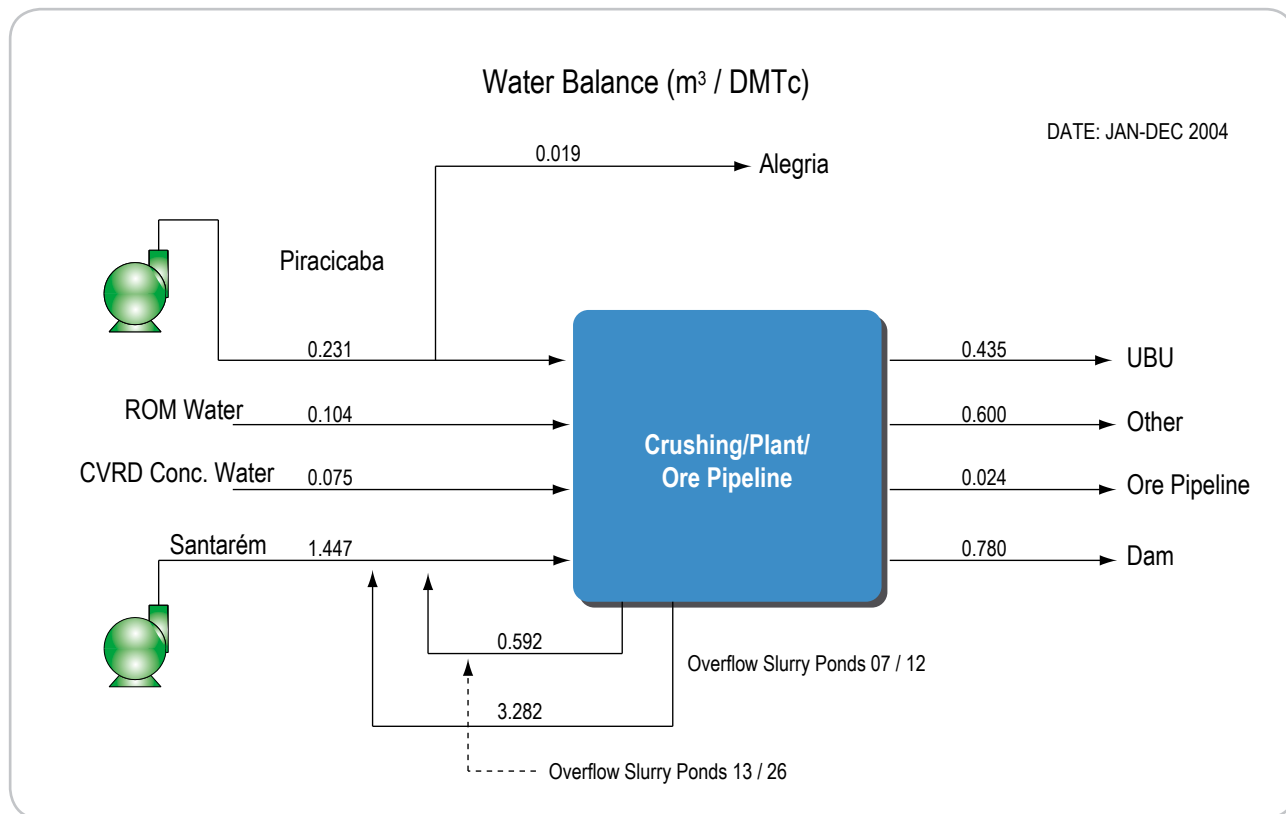 Water Balance (m³ / DMTc)
DATE: JAN-DEC 2004
0.019
Alegria
Piracicaba
0.231
0.435
UBU
ROM Water
0.104
0.600
Other
Crushing/Plant/
Ore Pipeline
CVRD Conc. Water
0.075
0.024
Ore Pipeline
Santarém
1.447
0.780
Dam
0.592
Overflow Slurry Ponds 07 / 12
3.282
Overflow Slurry Ponds 13 / 26